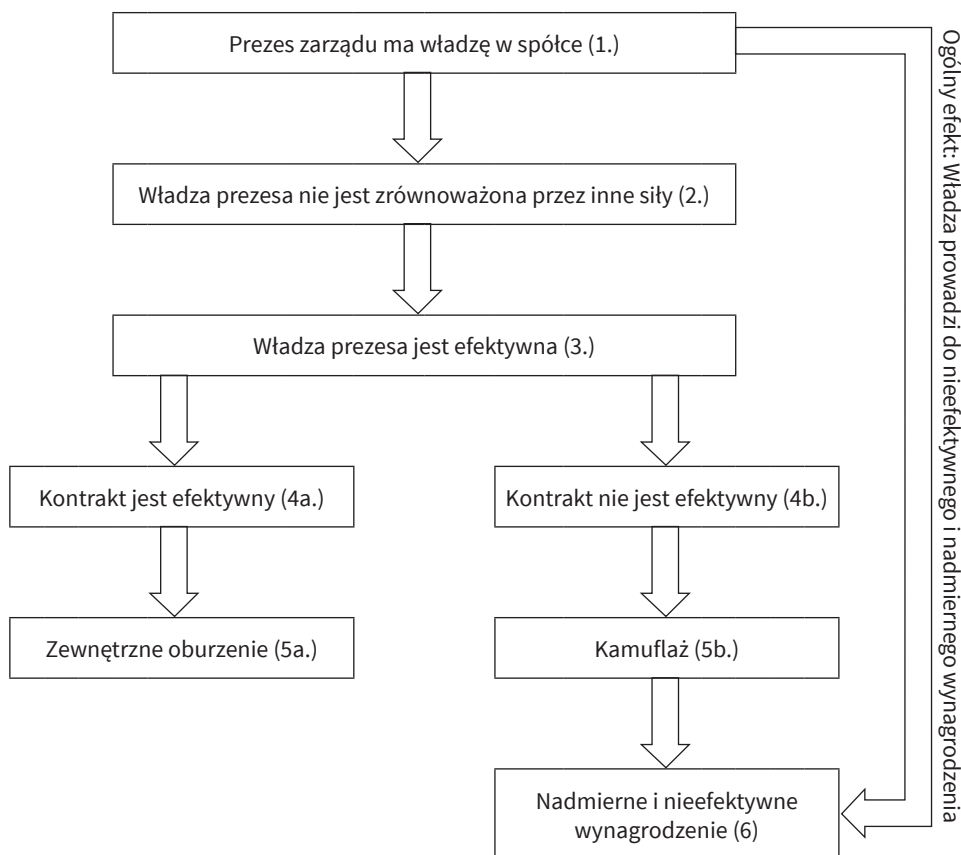 Prezes zarządu ma władzę w spółce (1.)
Władza prezesa nie jest zrównoważona przez inne siły (2.)
Władza prezesa jest efektywna (3.)
Kontrakt jest efektywny (4a.)
Kontrakt nie jest efektywny (4b.)
Zewnętrzne oburzenie (5a.)
Kamuflaż (5b.)
Nadmierne i nieefektywne
wynagrodzenie (6)
Ogólny efekt: Władza prowadzi do nieefektywnego i nadmiernego wynagrodzenia